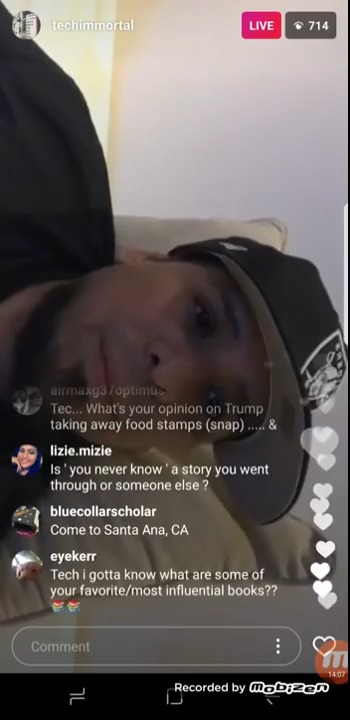 techimmortal
LIVE
714
airmaxg37optimus
Tec... What's your opinion on Trump
taking away food stamps (snap) ..... &
lizie.mizie
Is ' you never know ' a story you went
through or someone else ?
bluecollarscholar
Come to Santa Ana, CA
eyekerr
Tech i gotta know what are some of
your favorite/most influential books??
Comment
14:07
Recorded by Mobizen